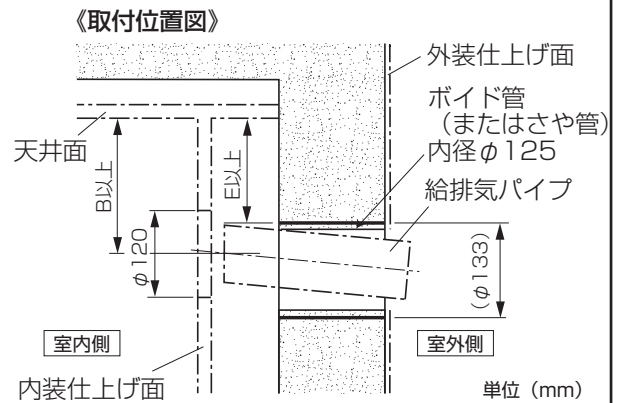 《取付位置図》
外装仕上げ面
ボイド管
（またはさや管）
内径φ125
給排気パイプ
天井面
B以上
E以上
φ120
（φ133）
室内側
室外側
内装仕上げ面
単位（mm）